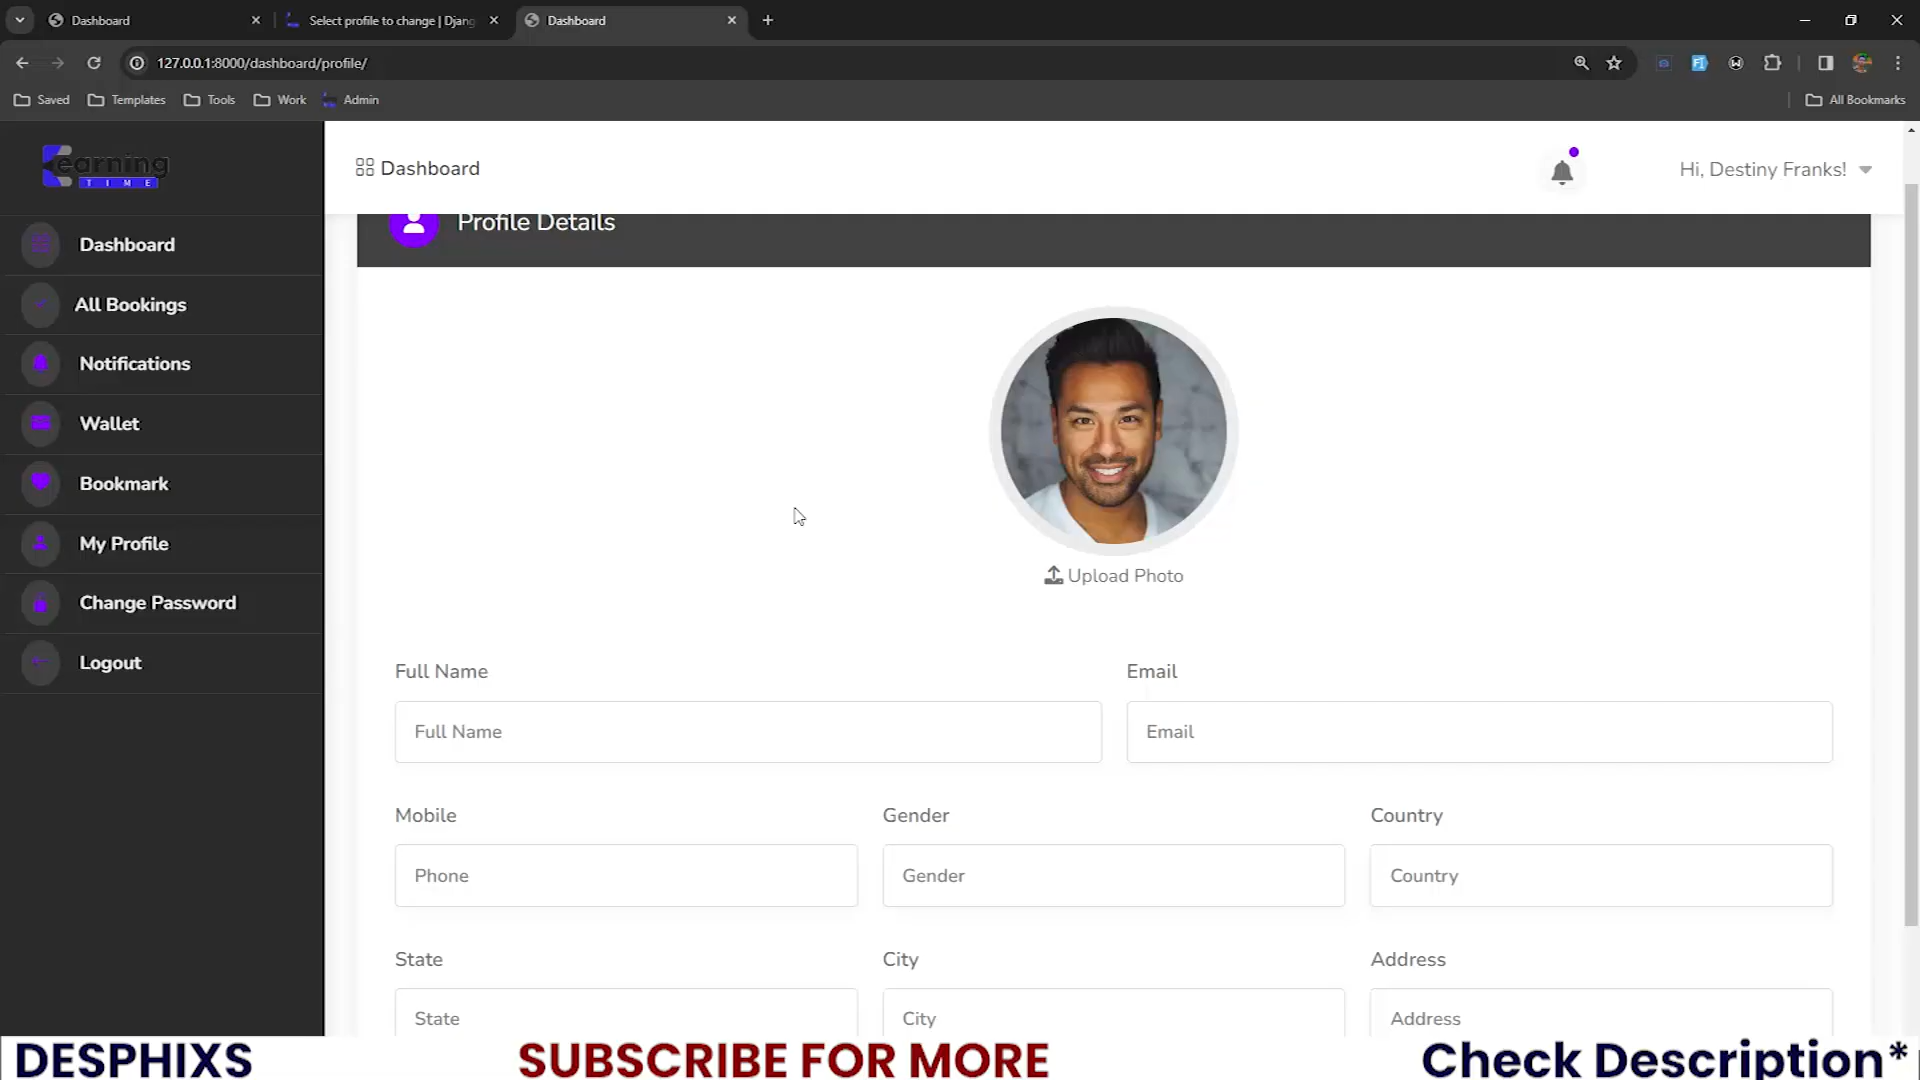 Dashboard
Select profile to change | Djang
Dashboard
127.0.0.1:8000/dashboard/profile/
Saved
Templates
Tools
Work
Admin
All Bookmarks
earning
TIME
Dashboard
Hi, Destiny Franks!
Dashboard
All Bookings
Notifications
Wallet
Bookmark
My Profile
Change Password
Logout
Profile Details
Upload Photo
Full Name
Email
Full Name
Email
Mobile
Gender
Country
Phone
Gender
Country
State
City
Address
State
City
Address
DESPHIXS
SUBSCRIBE FOR MORE
Check Description*